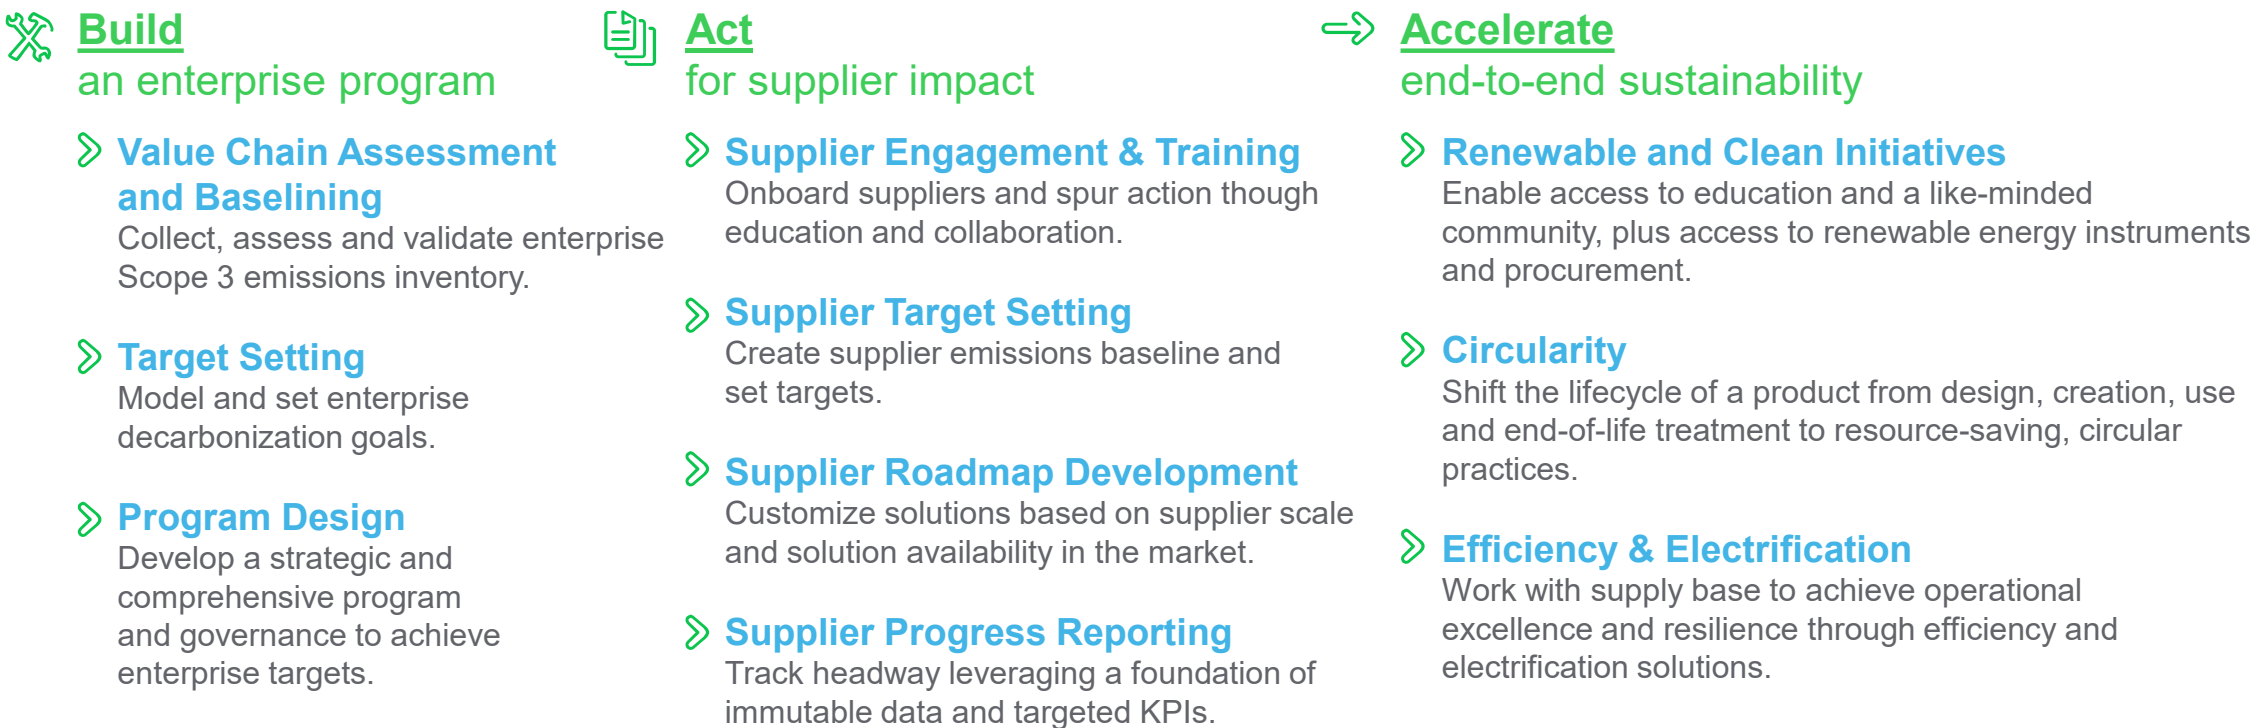 Build
an enterprise program
Value Chain Assessment
and Baselining
Collect, assess and validate enterprise
Scope 3 emissions inventory.
Target Setting
Model and set enterprise
decarbonization goals.
Program Design
Develop a strategic and
comprehensive program
and governance to achieve
enterprise targets.
Act
for supplier impact
Supplier Engagement & Training
Onboard suppliers and spur action though
education and collaboration.
Supplier Target Setting
Create supplier emissions baseline and
set targets.
Supplier Roadmap Development
Customize solutions based on supplier scale
and solution availability in the market.
Supplier Progress Reporting
Track headway leveraging a foundation of
immutable data and targeted KPIs.
Accelerate
end-to-end sustainability
Renewable and Clean Initiatives
Enable access to education and a like-minded
community, plus access to renewable energy instruments
and procurement.
Circularity
Shift the lifecycle of a product from design, creation, use
and end-of-life treatment to resource-saving, circular
practices.
Efficiency & Electrification
Work with supply base to achieve operational
excellence and resilience through efficiency and
electrification solutions.